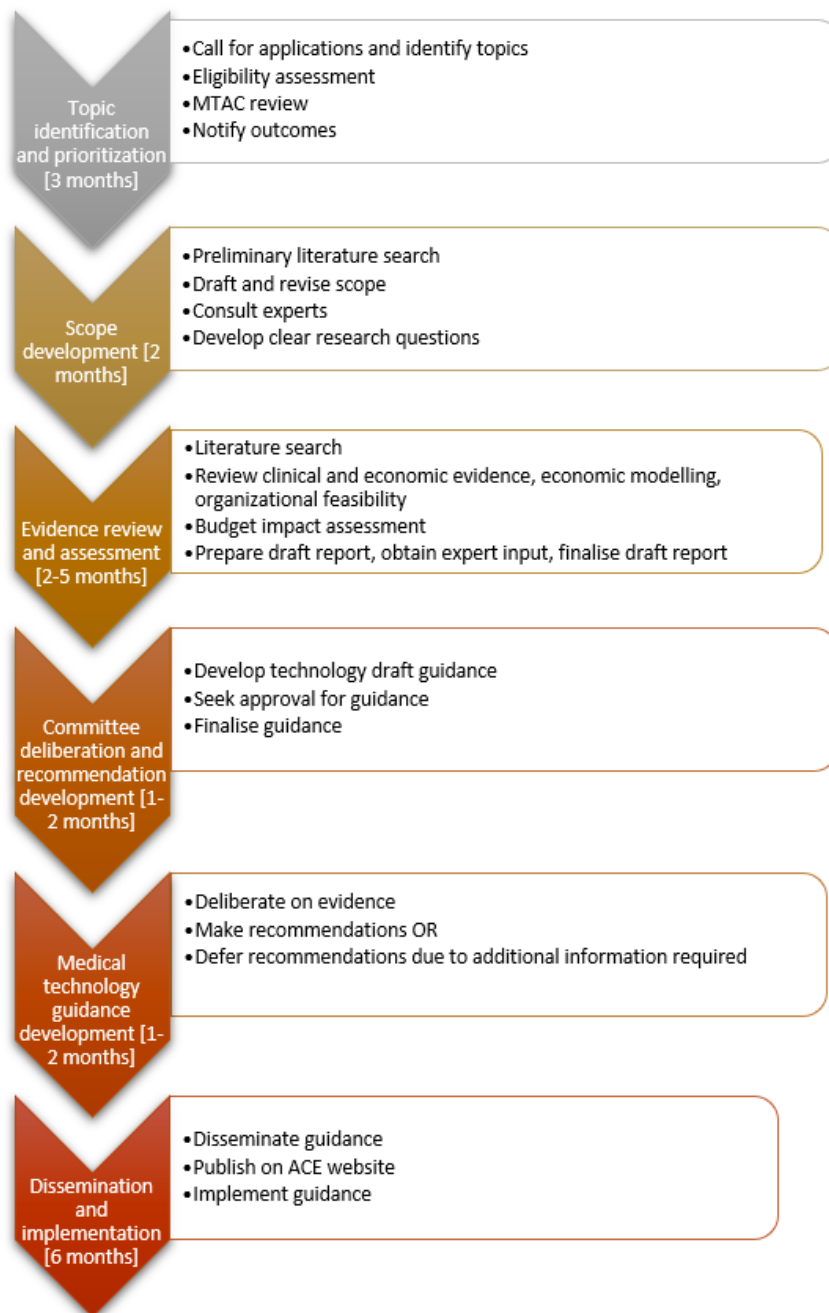 Topic
identification
and prioritization
[3 months]
•Call for applications and identify topics
•Eligibility assessment
•MTAC review
•Notify outcomes
Scope
development [2
months]
•Preliminary literature search
•Draft and revise scope
•Consult experts
•Develop clear research questions
Evidence review
and assessment
[2-5 months]
•Literature search
•Review clinical and economic evidence, economic modelling,
organizational feasibility
•Budget impact assessment
•Prepare draft report, obtain expert input, finalise draft report
Committee
deliberation and
recommendation
development [1-
2 months]
•Develop technology draft guidance
•Seek approval for guidance
•Finalise guidance
Medical
technology
guidance
development [1-
2 months]
•Deliberate on evidence
•Make recommendations OR
•Defer recommendations due to additional information required
Dissemination
and
implementation
[6 months]
•Disseminate guidance
•Publish on ACE website
•Implement guidance